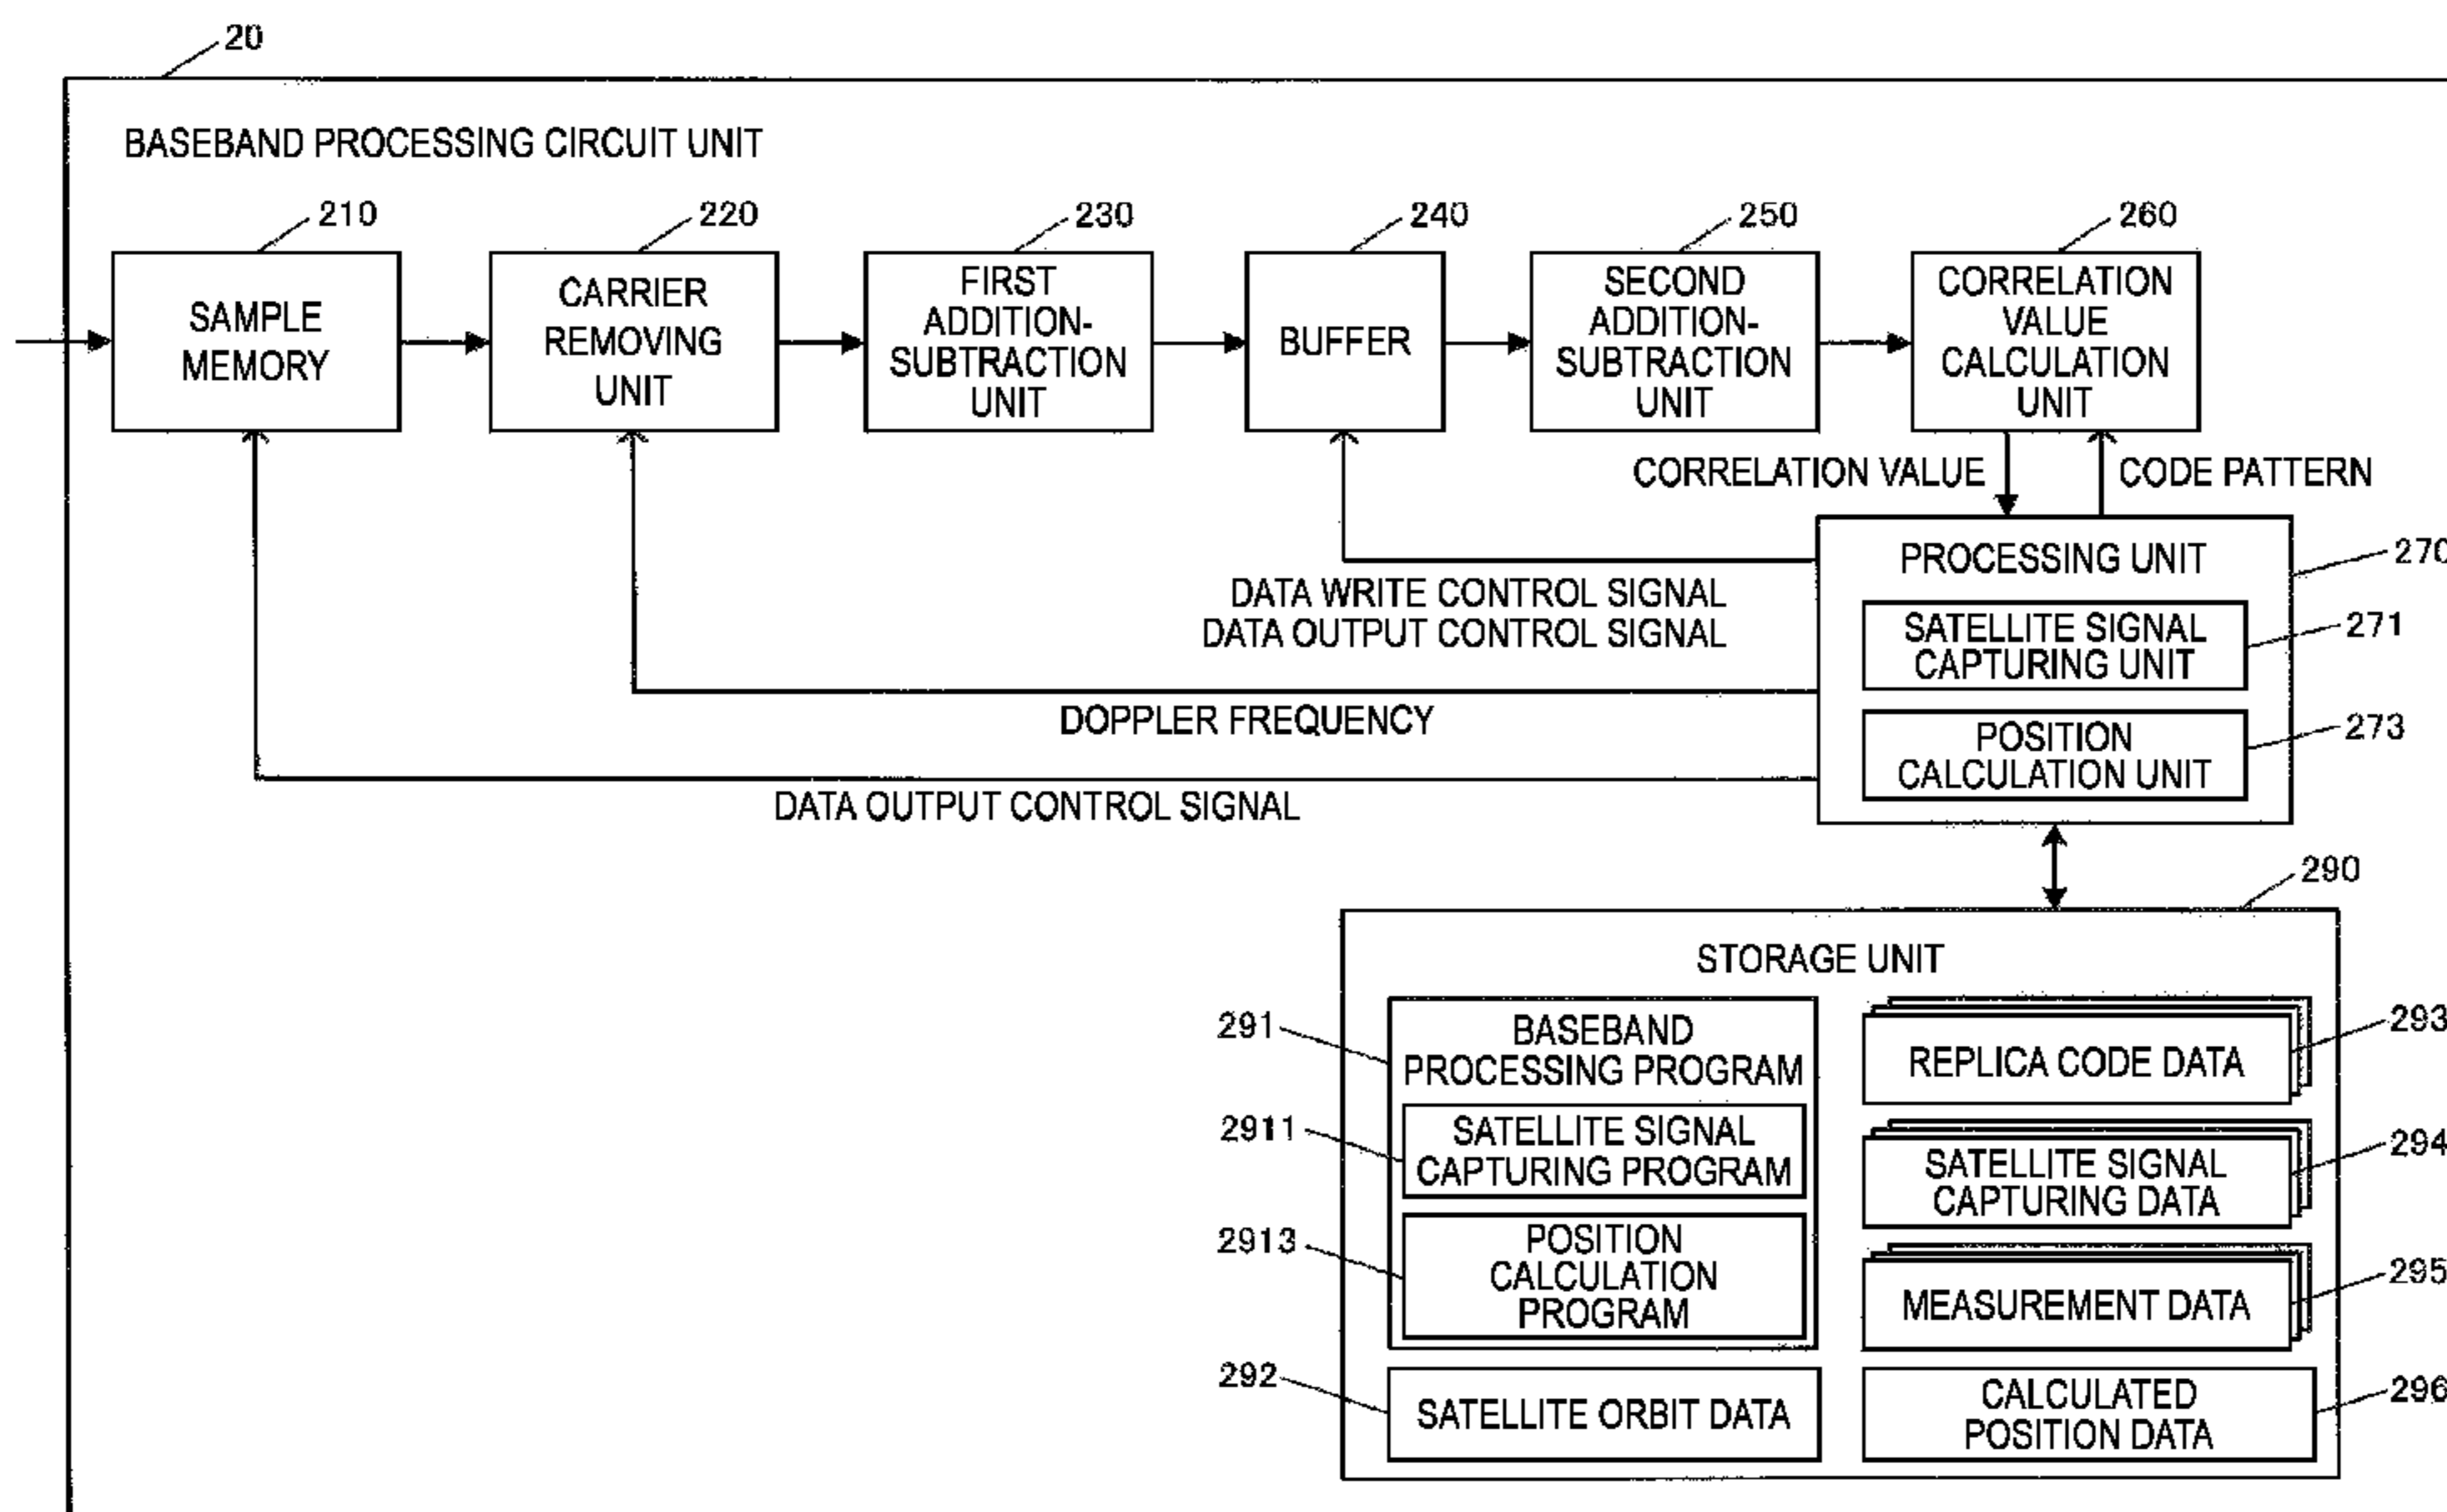 20
BASEBAND PROCESSING CIRCUIT UNIT
210
220
230
240
250
260
SAMPLE
MEMORY
CARRIER
REMOVING
UNIT
FIRST
ADDITION-
SUBTRACTION
UNIT
BUFFER
SECOND
ADDITION-
SUBTRACTION
UNIT
CORRELATION
VALUE
CALCULATION
UNIT
CORRELATION VALUE
CODE PATTERN
PROCESSING UNIT
270
DATA WRITE CONTROL SIGNAL
DATA OUTPUT CONTROL SIGNAL
SATELLITE SIGNAL
CAPTURING UNIT
271
DOPPLER FREQUENCY
POSITION
CALCULATION UNIT
273
DATA OUTPUT CONTROL SIGNAL
290
STORAGE UNIT
291
BASEBAND
PROCESSING PROGRAM
2911
SATELLITE SIGNAL
CAPTURING PROGRAM
2913
POSITION
CALCULATION
PROGRAM
292
SATELLITE ORBIT DATA
REPLICA CODE DATA
293
SATELLITE SIGNAL
CAPTURING DATA
294
MEASUREMENT DATA
295
CALCULATED
POSITION DATA
296